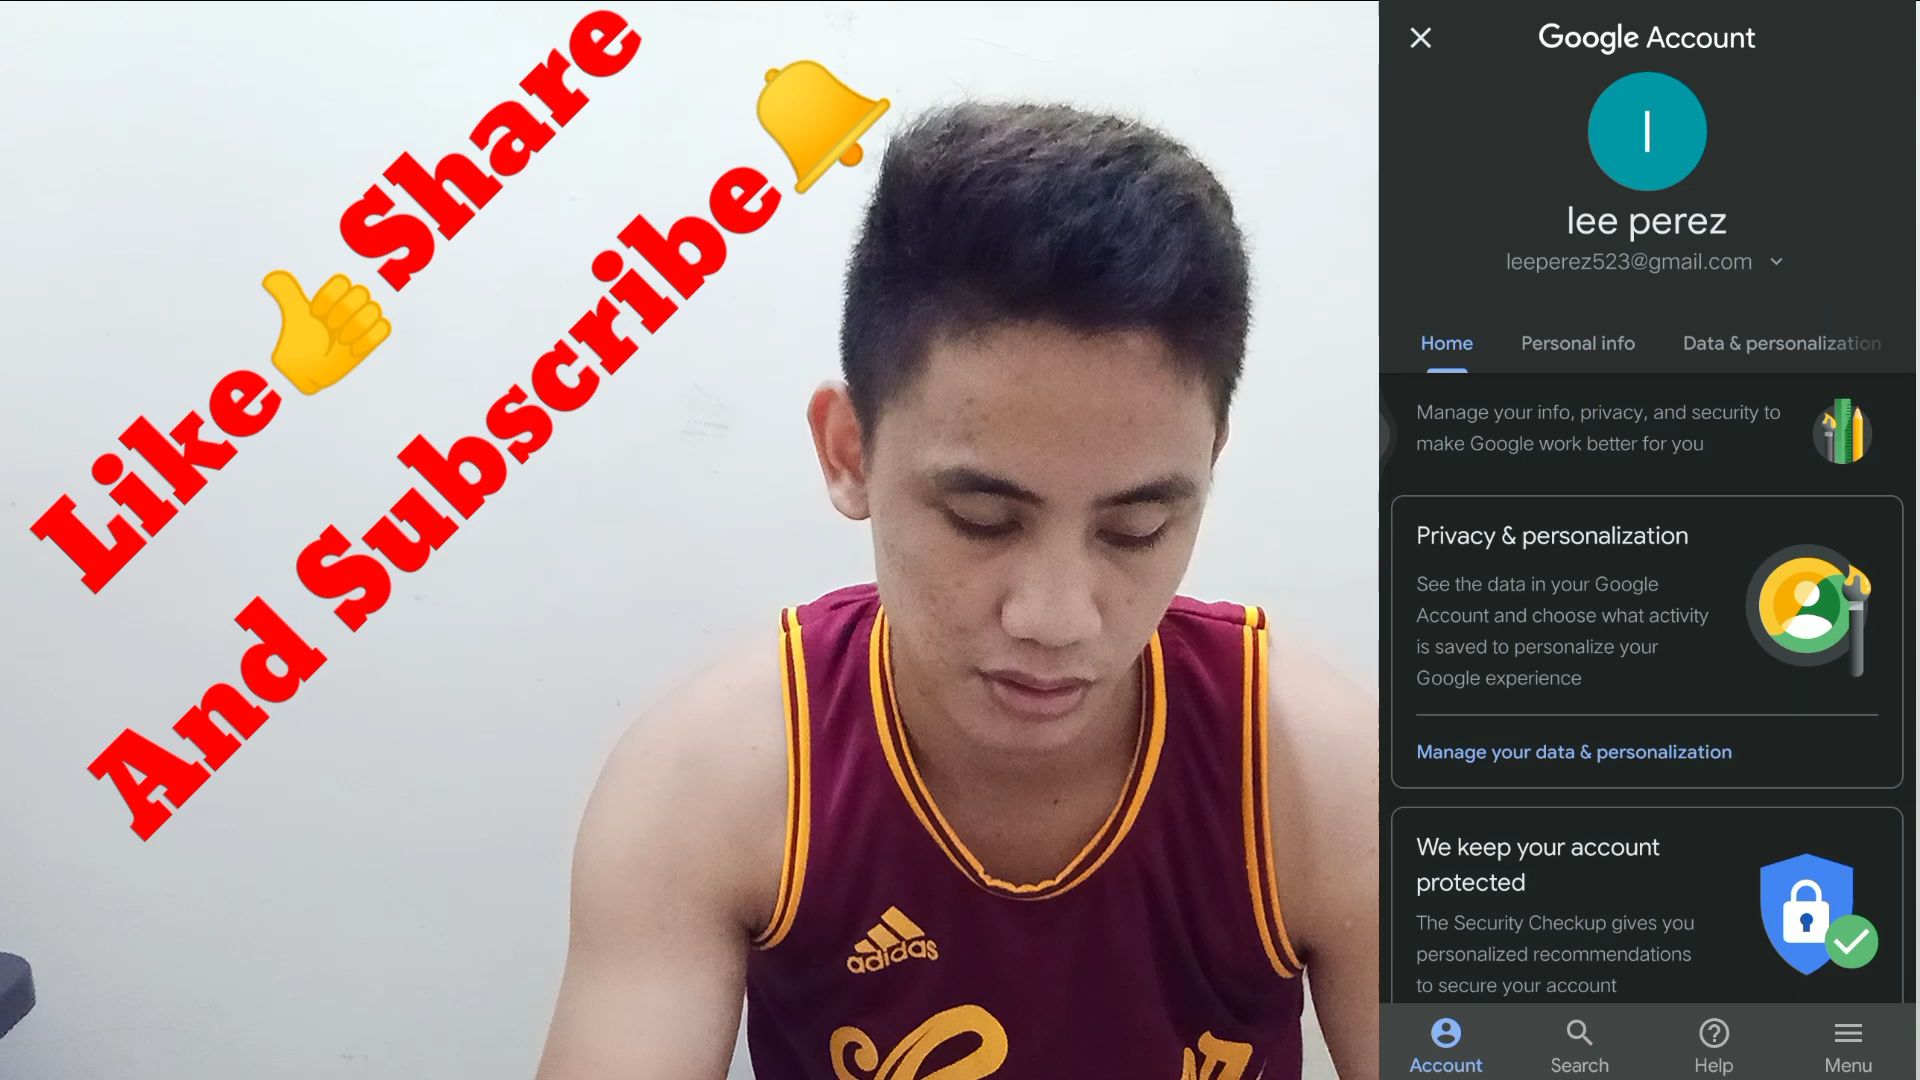 Like👍Share
And Subscribe🔔
adidas
Google Account
l
lee perez
leeperez523@gmail.com
Home
Personal info
Data & personalization
Manage your info, privacy, and security to
make Google work better for you
Privacy & personalization
See the data in your Google
Account and choose what activity
is saved to personalize your
Google experience
Manage your data & personalization
We keep your account
protected
The Security Checkup gives you
personalized recommendations
to secure your account
Account
Search
Help
Menu